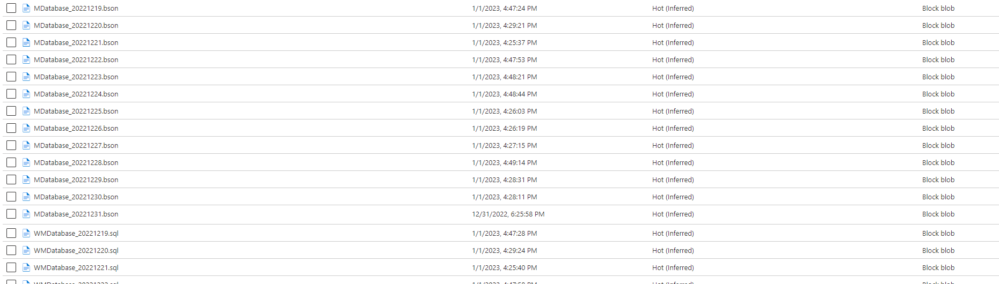 MDatabase_20221219.bson 1/1/2023, 4:47:24 PM Hot (Inferred) Block blob
MDatabase_20221220.bson 1/1/2023, 4:29:21 PM Hot (Inferred) Block blob
MDatabase_20221221.bson 1/1/2023, 4:25:37 PM Hot (Inferred) Block blob
MDatabase_20221222.bson 1/1/2023, 4:47:53 PM Hot (Inferred) Block blob
MDatabase_20221223.bson 1/1/2023, 4:48:21 PM Hot (Inferred) Block blob
MDatabase_20221224.bson 1/1/2023, 4:48:44 PM Hot (Inferred) Block blob
MDatabase_20221225.bson 1/1/2023, 4:26:03 PM Hot (Inferred) Block blob
MDatabase_20221226.bson 1/1/2023, 4:26:19 PM Hot (Inferred) Block blob
MDatabase_20221227.bson 1/1/2023, 4:27:15 PM Hot (Inferred) Block blob
MDatabase_20221228.bson 1/1/2023, 4:49:14 PM Hot (Inferred) Block blob
MDatabase_20221229.bson 1/1/2023, 4:28:31 PM Hot (Inferred) Block blob
MDatabase_20221230.bson 1/1/2023, 4:28:11 PM Hot (Inferred) Block blob
MDatabase_20221231.bson 12/31/2022, 6:25:58 PM Hot (Inferred) Block blob
WMDatabase_20221219.sql 1/1/2023, 4:47:28 PM Hot (Inferred) Block blob
WMDatabase_20221220.sql 1/1/2023, 4:29:24 PM Hot (Inferred) Block blob
WMDatabase_20221221.sql 1/1/2023, 4:25:40 PM Hot (Inferred) Block blob